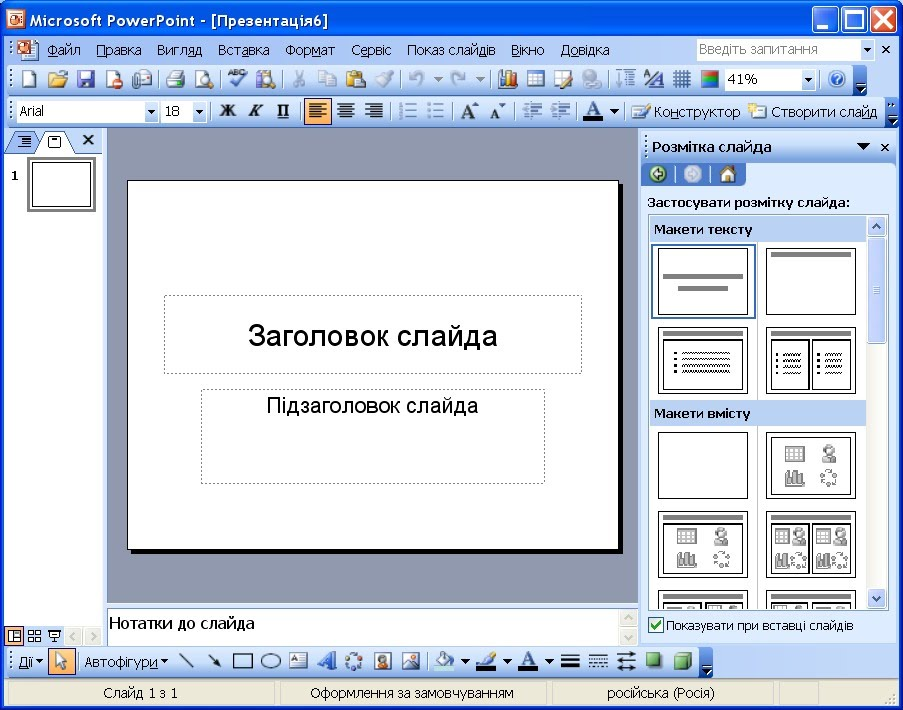 Microsoft PowerPoint - [Презентація6]
Файл Правка Вигляд Вставка Формат Сервіс Показ слайдів Вікно Довідка Введіть запитання
41%
Arial 18 Ж К П Конструктор Створити слайд
Розмітка слайда
1
Застосувати розмітку слайда:
Макети тексту
Заголовок слайда
Підзаголовок слайда
Макети вмісту
Нотатки до слайда
Показувати при вставці слайдів
Дії Автофігури
Слайд 1 з 1 Оформлення за замовчуванням російська (Росія)